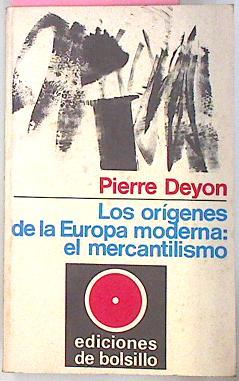 Pierre Deyon
Los orígenes
de la Europa moderna:
el mercantilismo
ediciones
de bolsillo